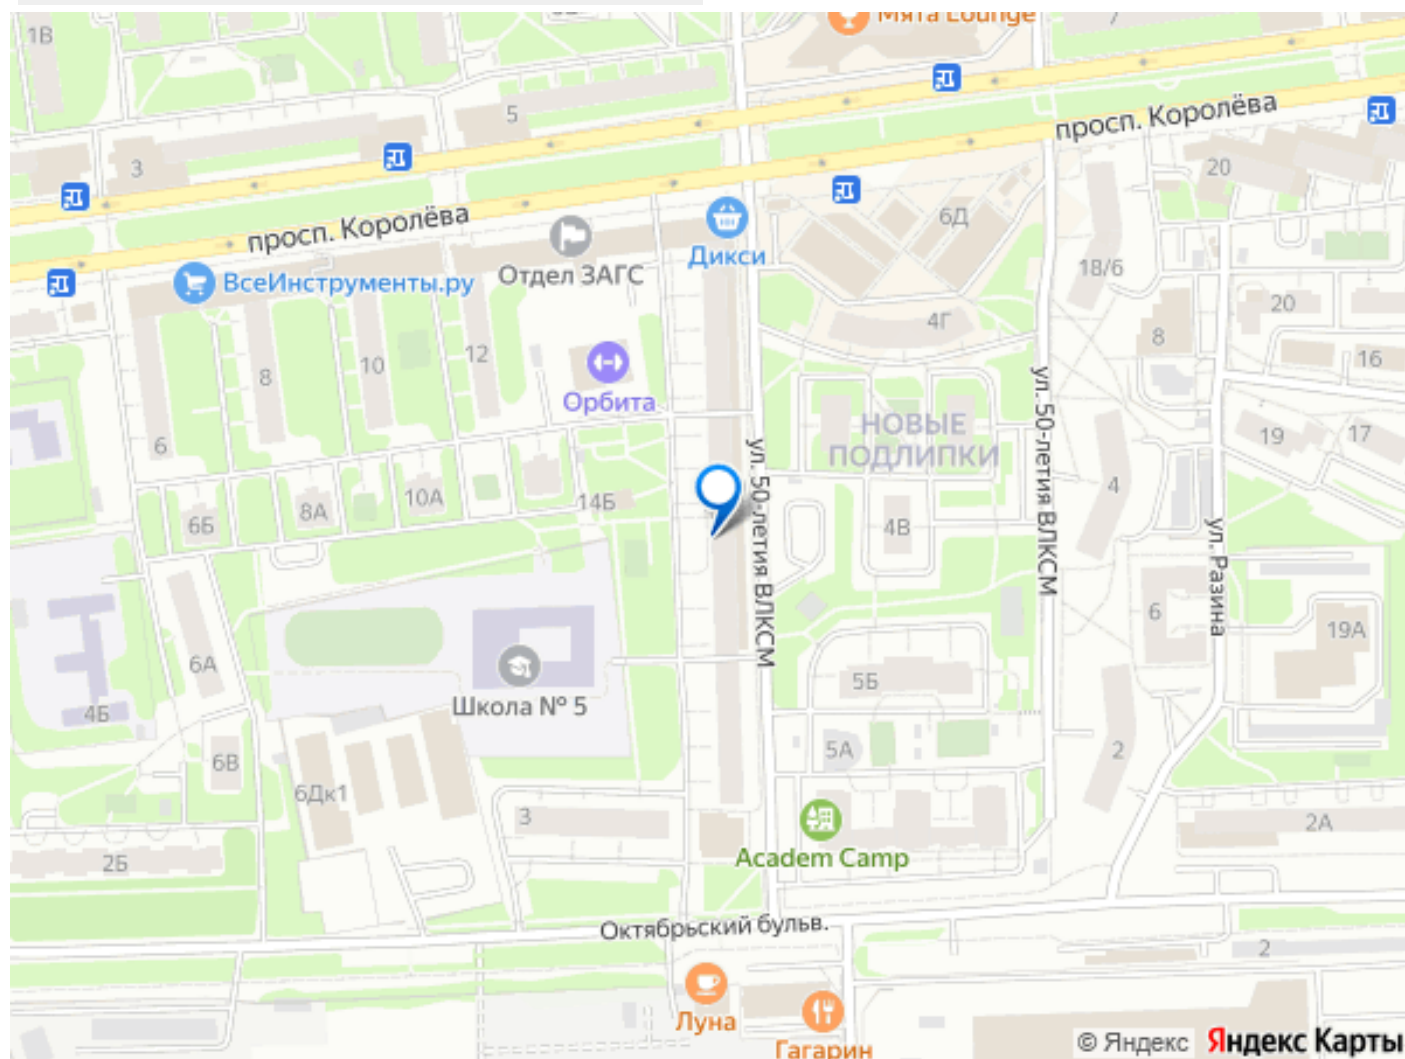 1В
Мята Lounge
7
5
3
просп. Королёва
20
просп. Королёва
Отдел ЗАГС
Дикси
6Д
18/6
ВсеИнструменты.ру
20
4Г
8
16
12
10
8
Орбита
6
НОВЫЕ
ПОДЛИПКИ
19
17
ул. 50-летия ВЛКСМ
ул. 50-летия ВЛКСМ
4
10А
14Б
8А
6Б
4В
ул. Разина
6
19А
6А
5Б
Школа № 5
4Б
5А
2
6В
6Дк1
3
2А
Academ Camp
2Б
Октябрьский бульв.
2
Луна
Гагарин
© Яндекс Яндекс Карты